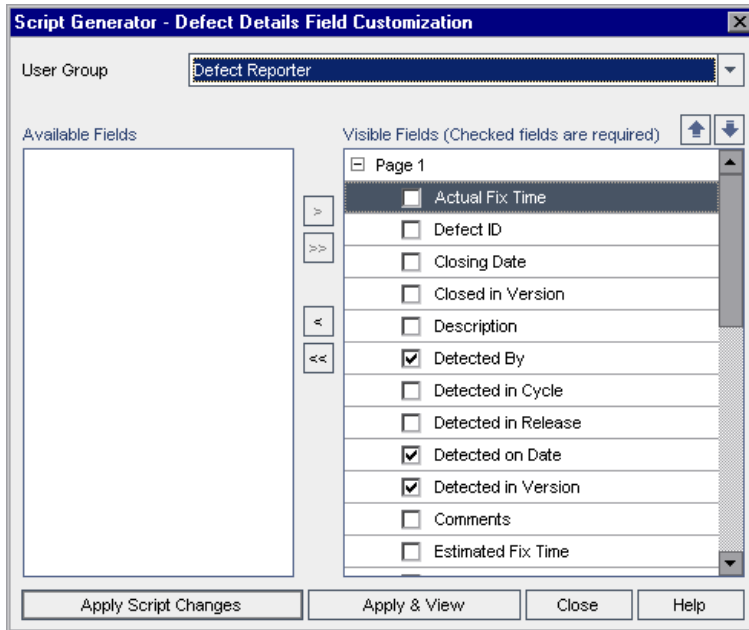 Script Generator - Defect Details Field Customization
User Group
Defect Reporter
Available Fields
Visible Fields (Checked fields are required)
Page 1
Actual Fix Time
Defect ID
Closing Date
Closed in Version
Description
Detected By
Detected in Cycle
Detected in Release
Detected on Date
Detected in Version
Comments
Estimated Fix Time
>
>>
<
<<
Apply Script Changes
Apply & View
Close
Help